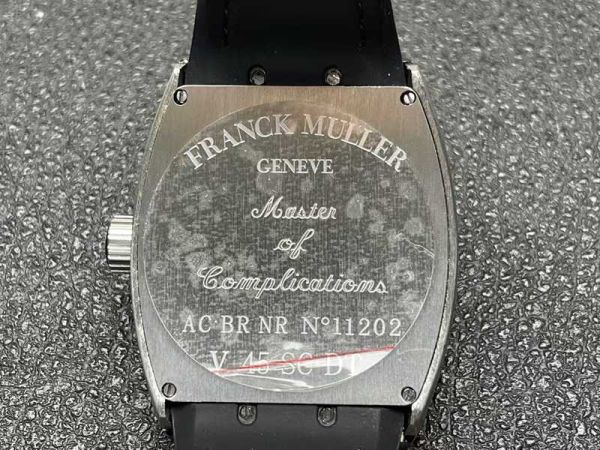 FRANCK MULLER
GENEVE
Master
of
Complications
AC BR NR N°11202
V 45 SC DT